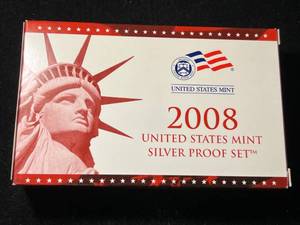 UNITED STATES MINT
2008
UNITED STATES MINT
SILVER PROOF SET™